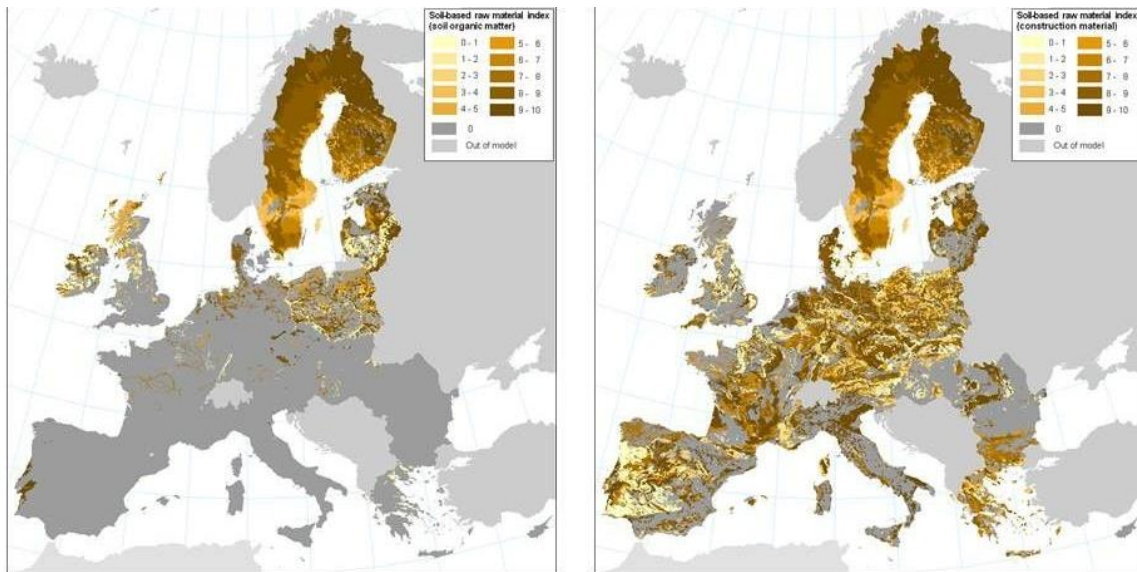 Soil-based raw material index
(soil organic matter)
0 - 1 5 - 6
1 - 2 6 - 7
2 - 3 7 - 8
3 - 4 8 - 9
4 - 5 9 - 10
0
Out of model
Soil-based raw material index
(construction material)
0 - 1 5 - 6
1 - 2 6 - 7
2 - 3 7 - 8
3 - 4 8 - 9
4 - 5 9 - 10
0
Out of model